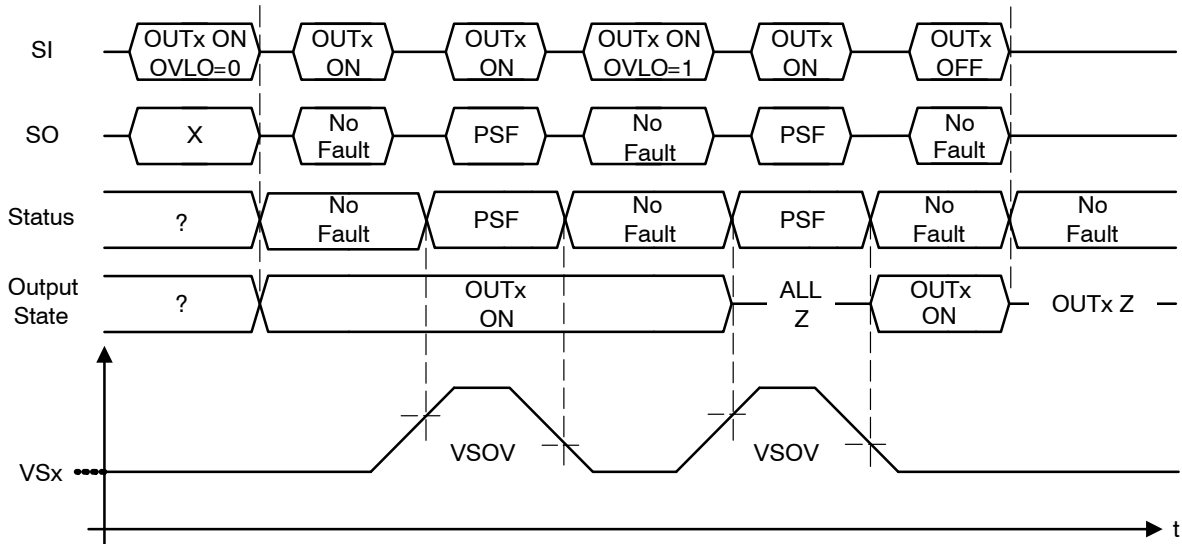 SI
OUTx ON
OVLO=0
OUTx
ON
OUTx
ON
OUTx ON
OVLO=1
OUTx
ON
OUTx
OFF
SO
X
No
Fault
PSF
No
Fault
PSF
No
Fault
Status
?
No
Fault
PSF
No
Fault
PSF
No
Fault
No
Fault
Output
State
?
OUTx
ON
ALL
Z
OUTx
ON
OUTx Z
VSx
VSOV
VSOV
t